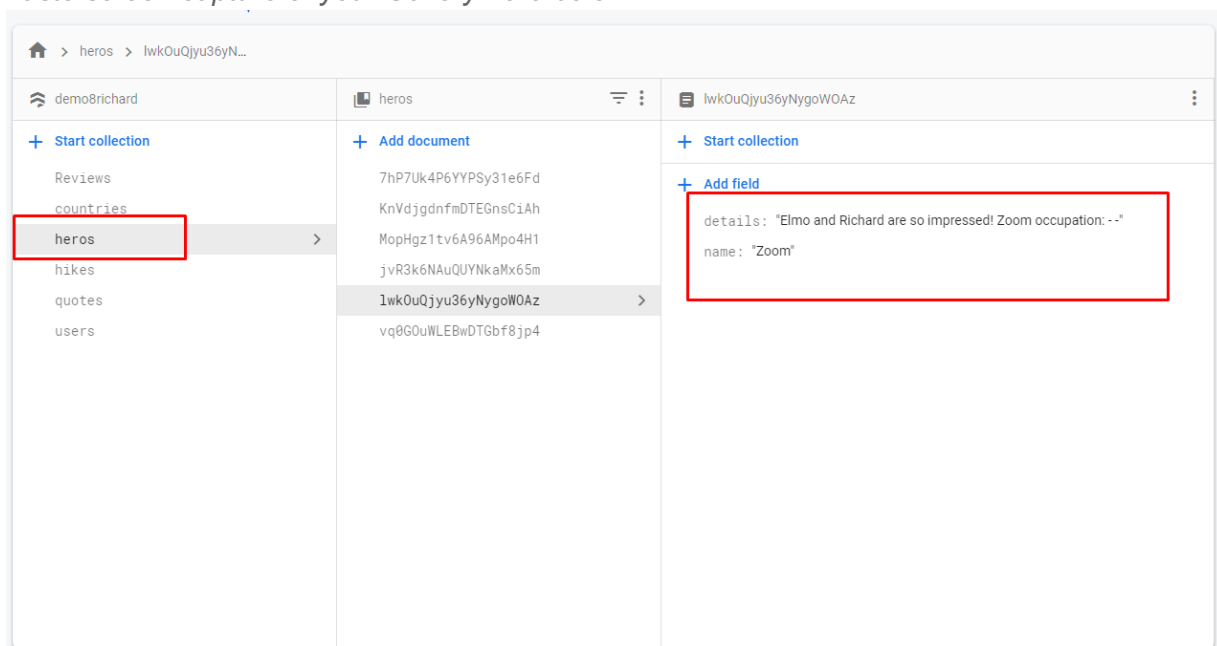 heros > lwkOuQjyu36yN...
demo8richard
heros
lwkOuQjyu36yNygoWOAz
+ Start collection
+ Add document
+ Start collection
Reviews
countries
heros
hikes
quotes
users
7hP7Uk4P6YYPSy31e6Fd
KnVdjgdnfmDTEGnsCiAh
MopHgz1tv6A96AMpo4H1
jvR3k6NAuQUYNkaMx65m
lwkOuQjyu36yNygoWOAz
vq0GOuWLEBwDTGbf8jp4
+ Add field
details: "Elmo and Richard are so impressed! Zoom occupation: - -"
name: "Zoom"